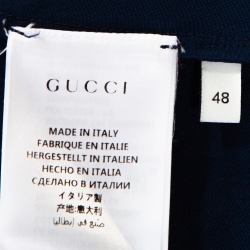 GUCCI
MADE IN ITALY
FABRIQUE EN ITALIE
HERGESTELLT IN ITALIEN
HECHO EN ITALIA
СДЕЛАНО В ИТАЛИИ
イタリア製
产地:意大利
صنع في إيطاليا
48